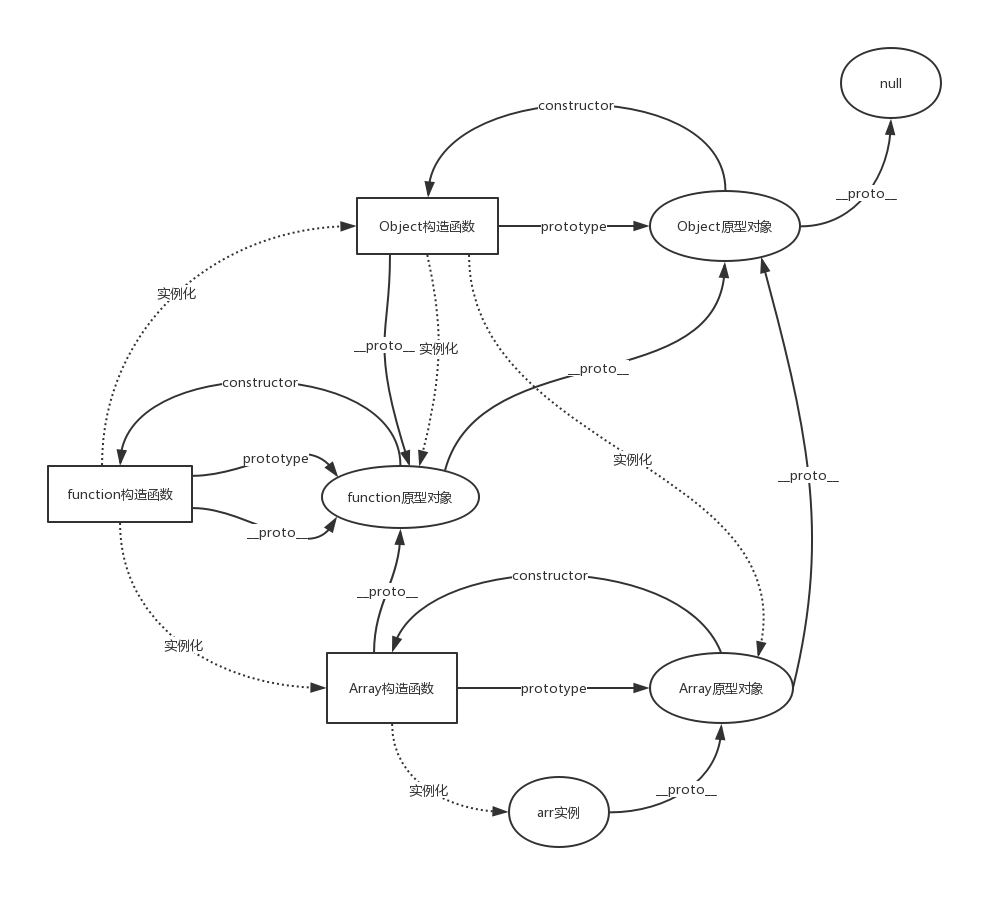 null
constructor
__proto__
Object构造函数
prototype
Object原型对象
实例化
__proto__
实例化
__proto__
constructor
实例化
prototype
__proto__
function构造函数
function原型对象
__proto__
constructor
__proto__
实例化
Array构造函数
prototype
Array原型对象
实例化
__proto__
arr实例